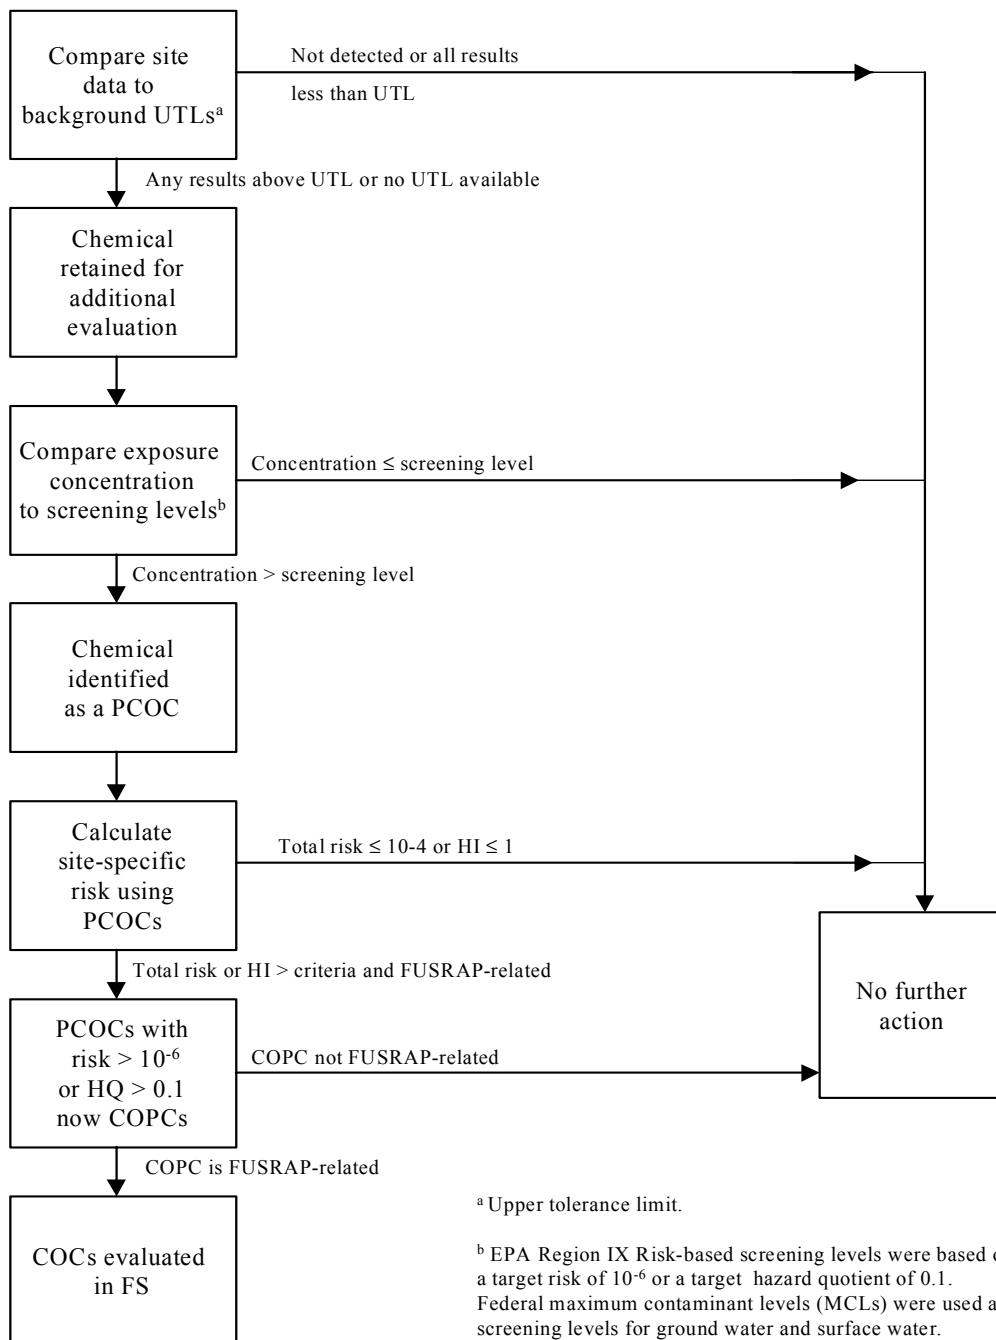 Compare site
data to
background UTLsᵃ
Not detected or all results
less than UTL
Any results above UTL or no UTL available
Chemical
retained for
additional
evaluation
Compare exposure
concentration
to screening levelsᵇ
Concentration ≤ screening level
Concentration > screening level
Chemical
identified
as a PCOC
Calculate
site-specific
risk using
PCOCs
Total risk ≤ 10-4 or HI ≤ 1
Total risk or HI > criteria and FUSRAP-related
No further
action
PCOCs with
risk > 10⁻⁶
or HQ > 0.1
now COPCs
COPC not FUSRAP-related
COPC is FUSRAP-related
COCs evaluated
in FS
ᵃ Upper tolerance limit.
ᵇ EPA Region IX Risk-based screening levels were based
a target risk of 10⁻⁶ or a target hazard quotient of 0.1.
Federal maximum contaminant levels (MCLs) were used
screening levels for ground water and surface water.